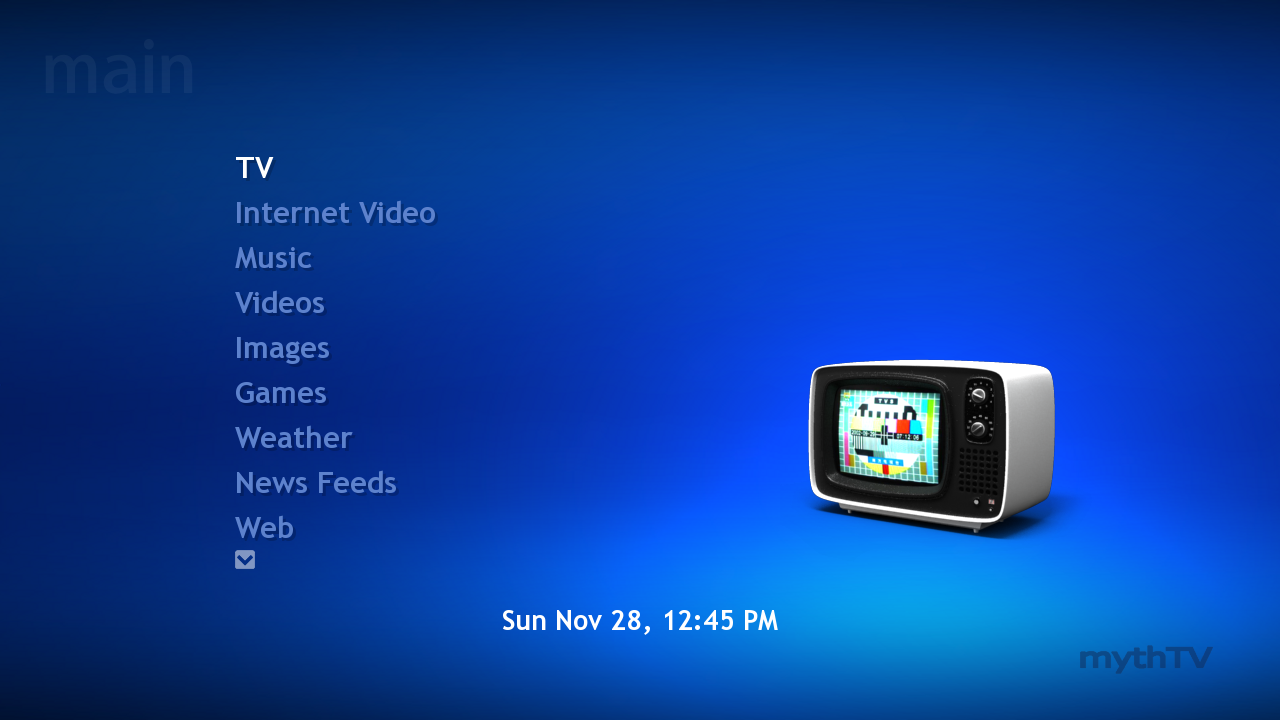 main
TV
Internet Video
Music
Videos
Images
Games
Weather
News Feeds
Web
TVB
Sun Nov 28, 12:45 PM
mythTV